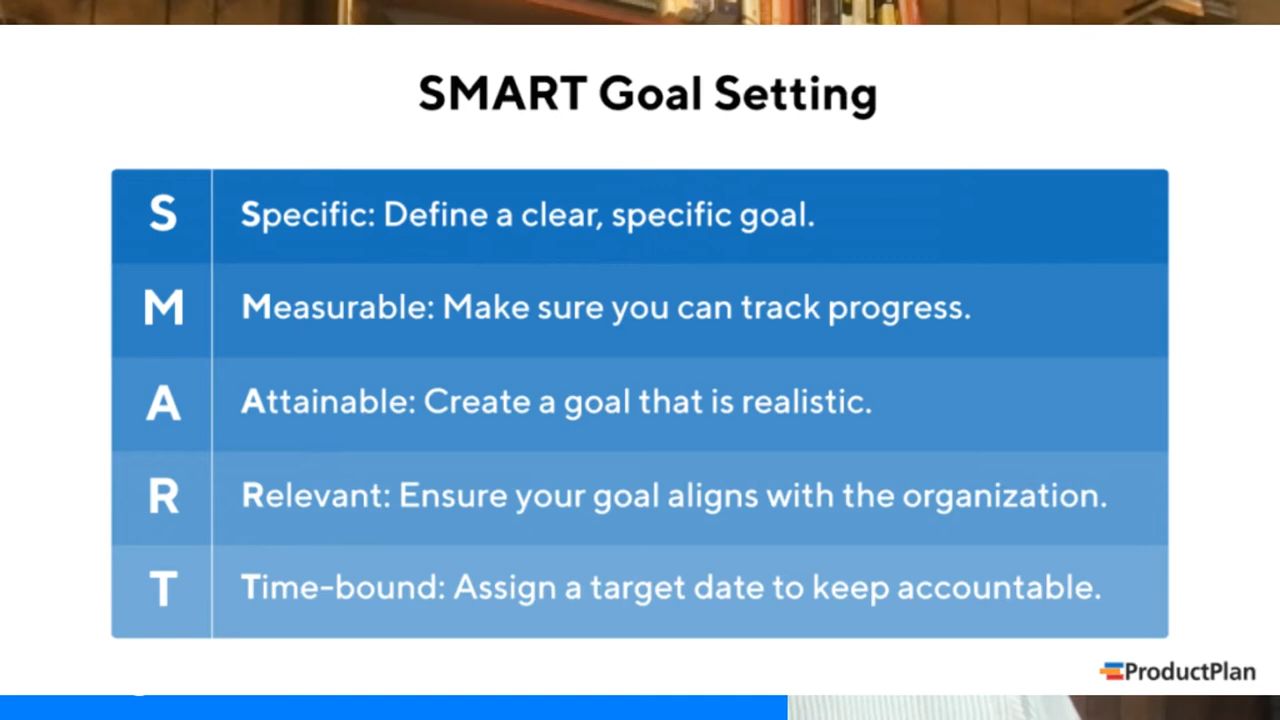 SMART Goal Setting
S
Specific: Define a clear, specific goal.
M
Measurable: Make sure you can track progress.
A
Attainable: Create a goal that is realistic.
R
Relevant: Ensure your goal aligns with the organization.
T
Time-bound: Assign a target date to keep accountable.
ProductPlan